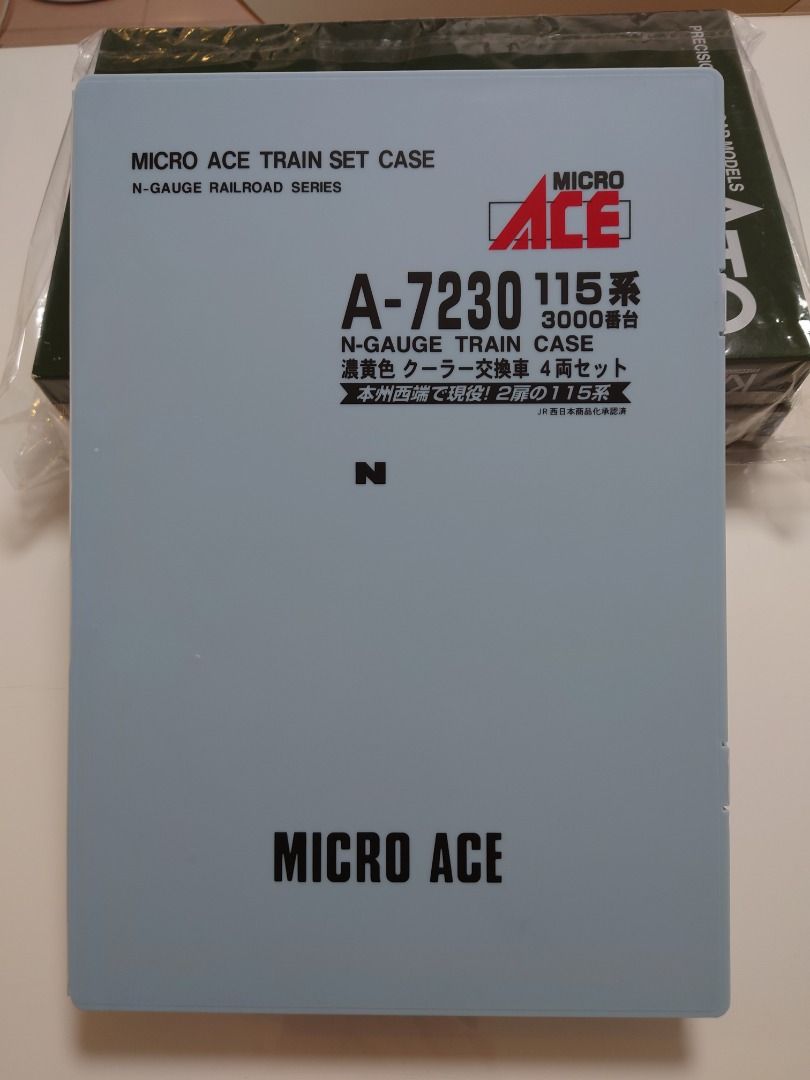 PRECISIO
AR MODELS
MICRO ACE TRAIN SET CASE
N-GAUGE RAILROAD SERIES
MICRO
ACE
A-7230 115系
3000番台
N-GAUGE TRAIN CASE
濃黄色 クーラー交換車 4両セット
本州西端で現役!2扉の115系
JR西日本商品化承認済
N
MICRO ACE